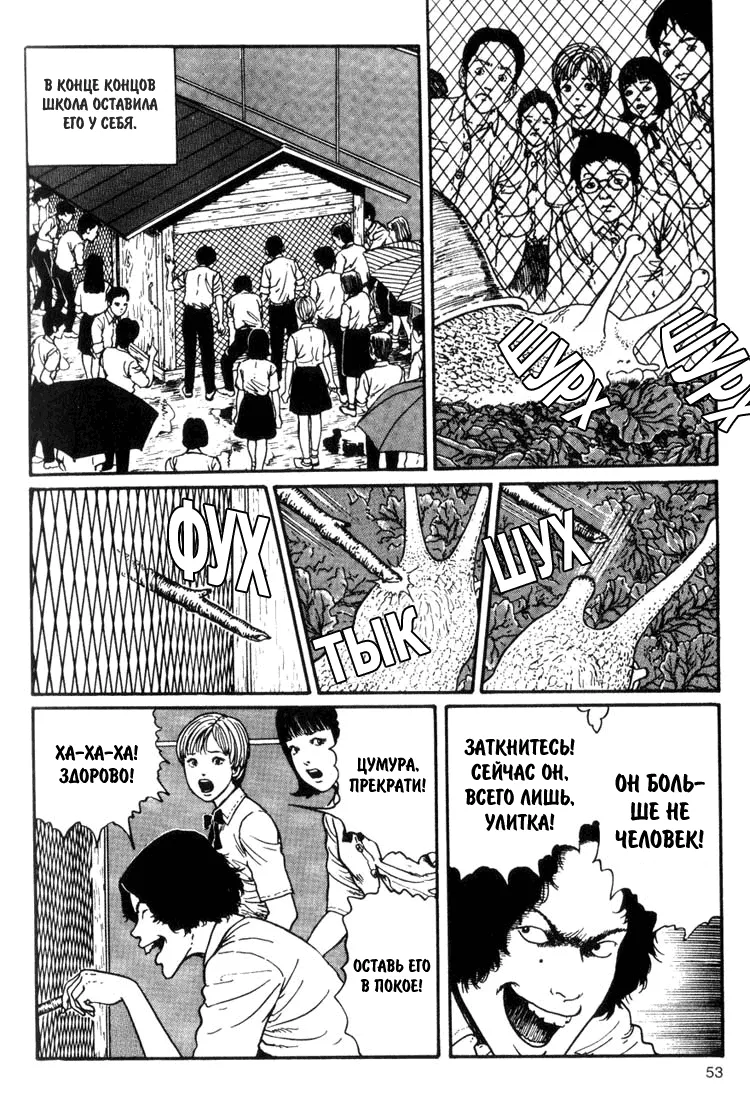 В КОНЦЕ КОНЦОВ
ШКОЛА ОСТАВИЛА
ЕГО У СЕБЯ.
ШУРХ
ШУРХ
ФУХ
ТЫК
ШУХ
ХА-ХА-ХА!
ЗДОРОВО!
ЦУМУРА,
ПРЕКРАТИ!
ОСТАВЬ ЕГО
В ПОКОЕ!
ЗАТКНИТЕСЬ!
СЕЙЧАС ОН,
ВСЕГО ЛИШЬ,
УЛИТКА!
ОН БОЛЬ-
ШЕ НЕ
ЧЕЛОВЕК!
53